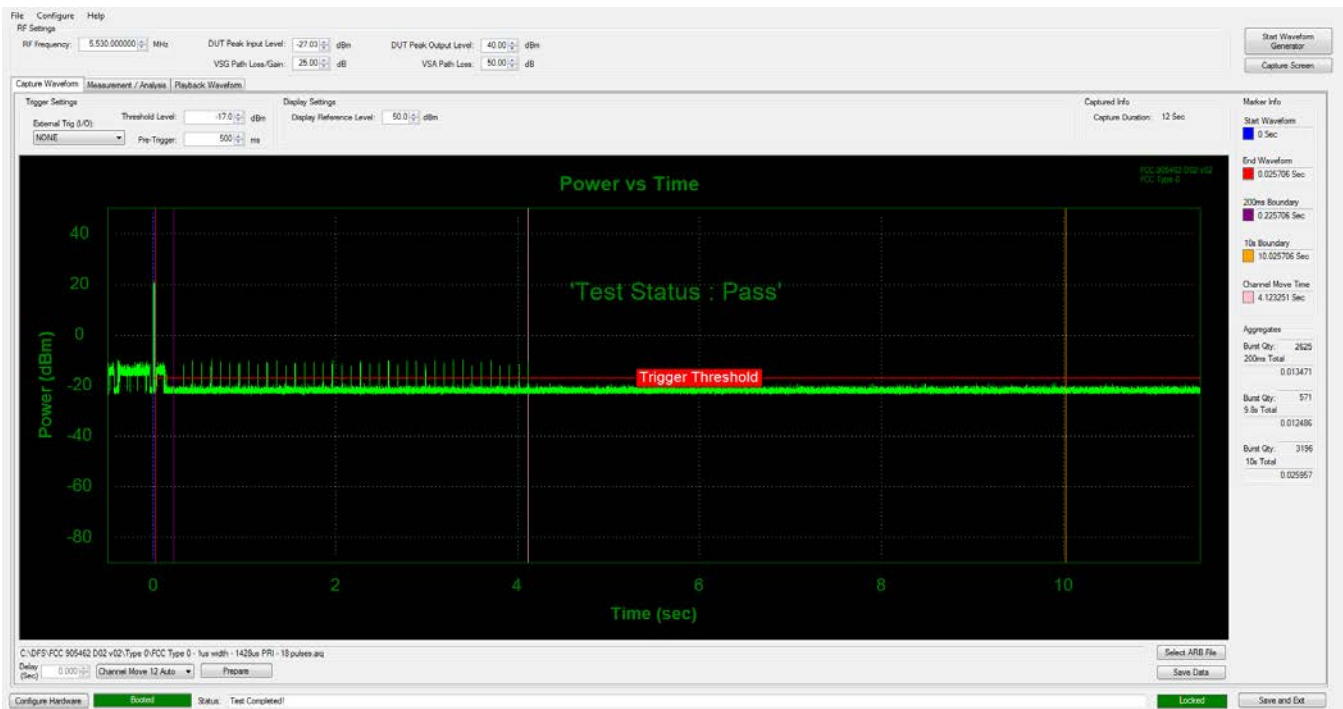 File Configure Help
RF Settings
RF Frequency: 5.530.000000 MHz DUT Peak Input Level: -27.03 dBm DUT Peak Output Level: 40.00 dBm
VSG Path Loss/Gain: 25.00 dB VSA Path Loss: 50.00 dB
Start Waveform Generator
Capture Screen
Capture Waveform Measurement / Analysis Playback Waveform
Trigger Settings
External Trig (I/O): Threshold Level: -17.0 dBm
NONE Pre-Trigger: 500 ms
Display Settings
Display Reference Level: 50.0 dBm
Captured Info
Capture Duration: 12 Sec
Marker Info
Start Waveform
0 Sec
End Waveform
0.025706 Sec
200ms Boundary
0.225706 Sec
10s Boundary
10.025706 Sec
Channel Move Time
4.123251 Sec
Aggregates
Burst Qty: 2625
200ms Total
0.013471
Burst Qty: 571
9.8s Total
0.012486
Burst Qty: 3196
10s Total
0.025957
Power vs Time
FCC 905462 D02 v02
FCC Type 0
'Test Status : Pass'
Trigger Threshold
Power (dBm)
40
20
0
-20
-40
-60
-80
0 2 4 6 8 10
Time (sec)
C:\DFS\FCC 905462 D02 v02\Type 0\FCC Type 0 - 1us width - 1428us PRI - 18 pulses.aiq
Select ARB File
Delay (Sec) 0.000 Channel Move 12 Auto Prepare
Save Data
Configure Hardware Booted Status: Test Completed! Locked Save and Exit